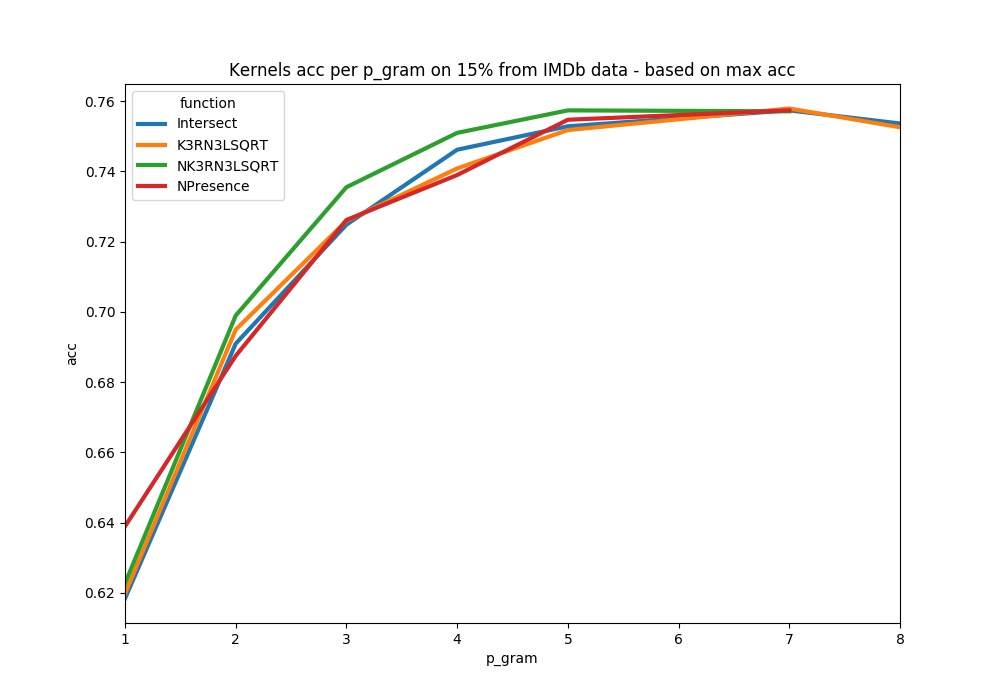 Kernels acc per p_gram on 15% from IMDb data - based on max acc
function
Intersect
K3RN3LSQRT
NK3RN3LSQRT
NPresence
acc
0.76
0.74
0.72
0.70
0.68
0.66
0.64
0.62
1 2 3 4 5 6 7 8
p_gram